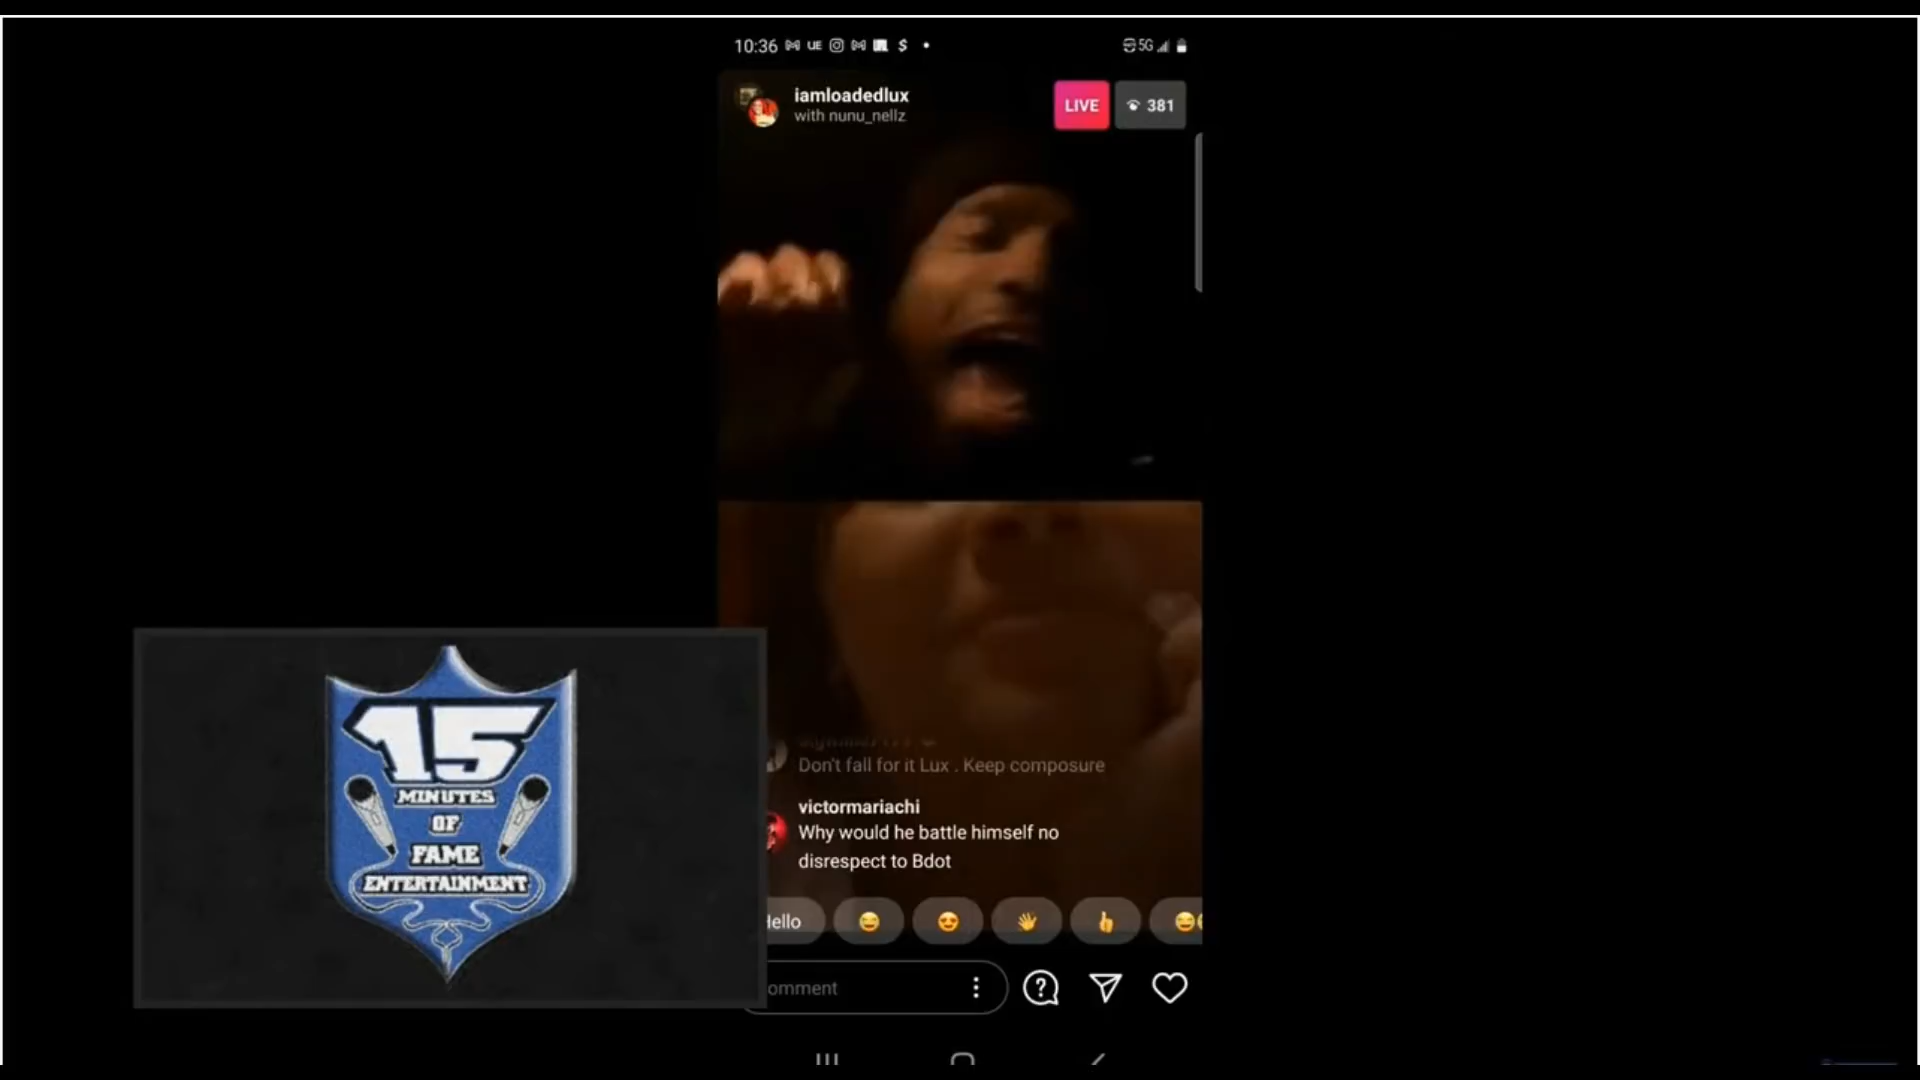 10:36 UE $ 5G
iamloadedlux
with nunu_nellz
LIVE
381
Don't fall for it Lux . Keep composure
victormariachi
Why would he battle himself no
disrespect to Bdot
omment
15
MINUTES
OF
FAME
ENTERTAINMENT